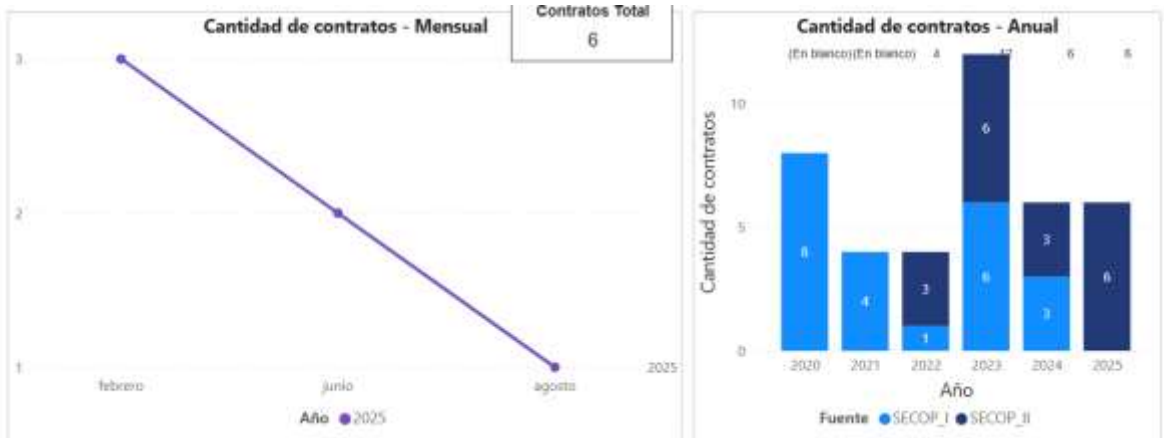 Cantidad de contratos - Mensual
Contratos Total
6
3
2
1
2025
febrero junio agosto
Año 2025
Cantidad de contratos - Anual
(En blanco) (En blanco) 4 12 6 6
Cantidad de contratos
10
5
0
8
4
3
1
6
6
3
3
6
2020 2021 2022 2023 2024 2025
Año
Fuente SECOP_I SECOP_II